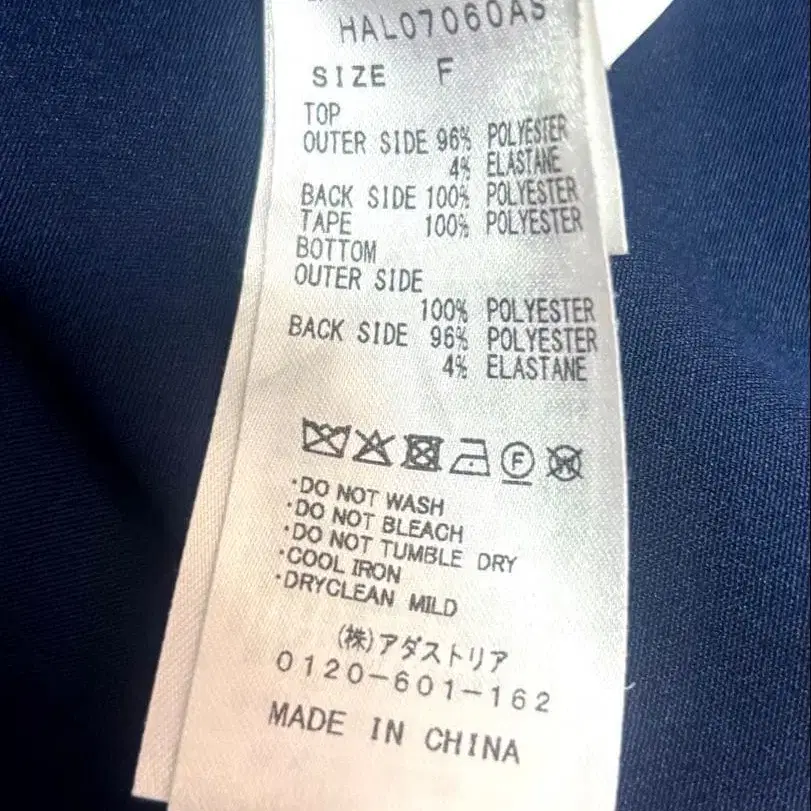 HAL07060AS
SIZE F
TOP
OUTER SIDE 96% POLYESTER
4% ELASTANE
BACK SIDE 100% POLYESTER
TAPE 100% POLYESTER
BOTTOM
OUTER SIDE
100% POLYESTER
BACK SIDE 96% POLYESTER
4% ELASTANE
F W
・DO NOT WASH
・DO NOT BLEACH
・DO NOT TUMBLE DRY
・COOL IRON
・DRYCLEAN MILD
(株)アダストリア
0120-601-162
MADE IN CHINA